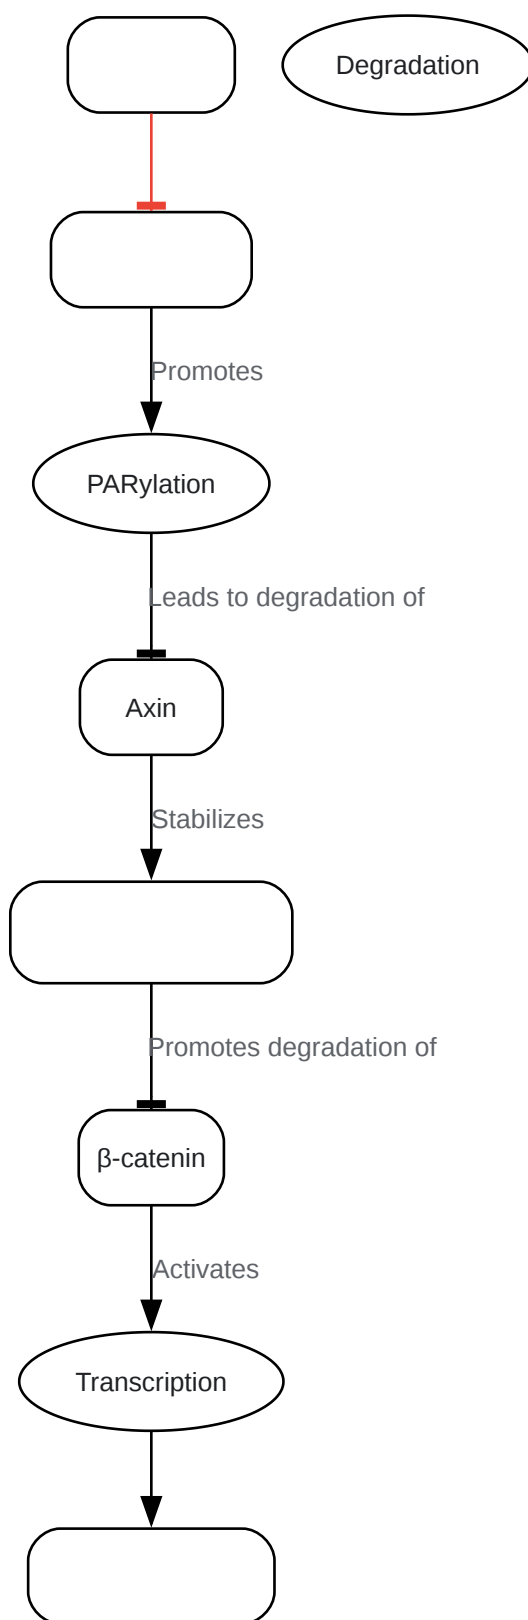 Degradation
Promotes
PARylation
Leads to degradation of
Axin
Stabilizes
Promotes degradation of
β-catenin
Activates
Transcription